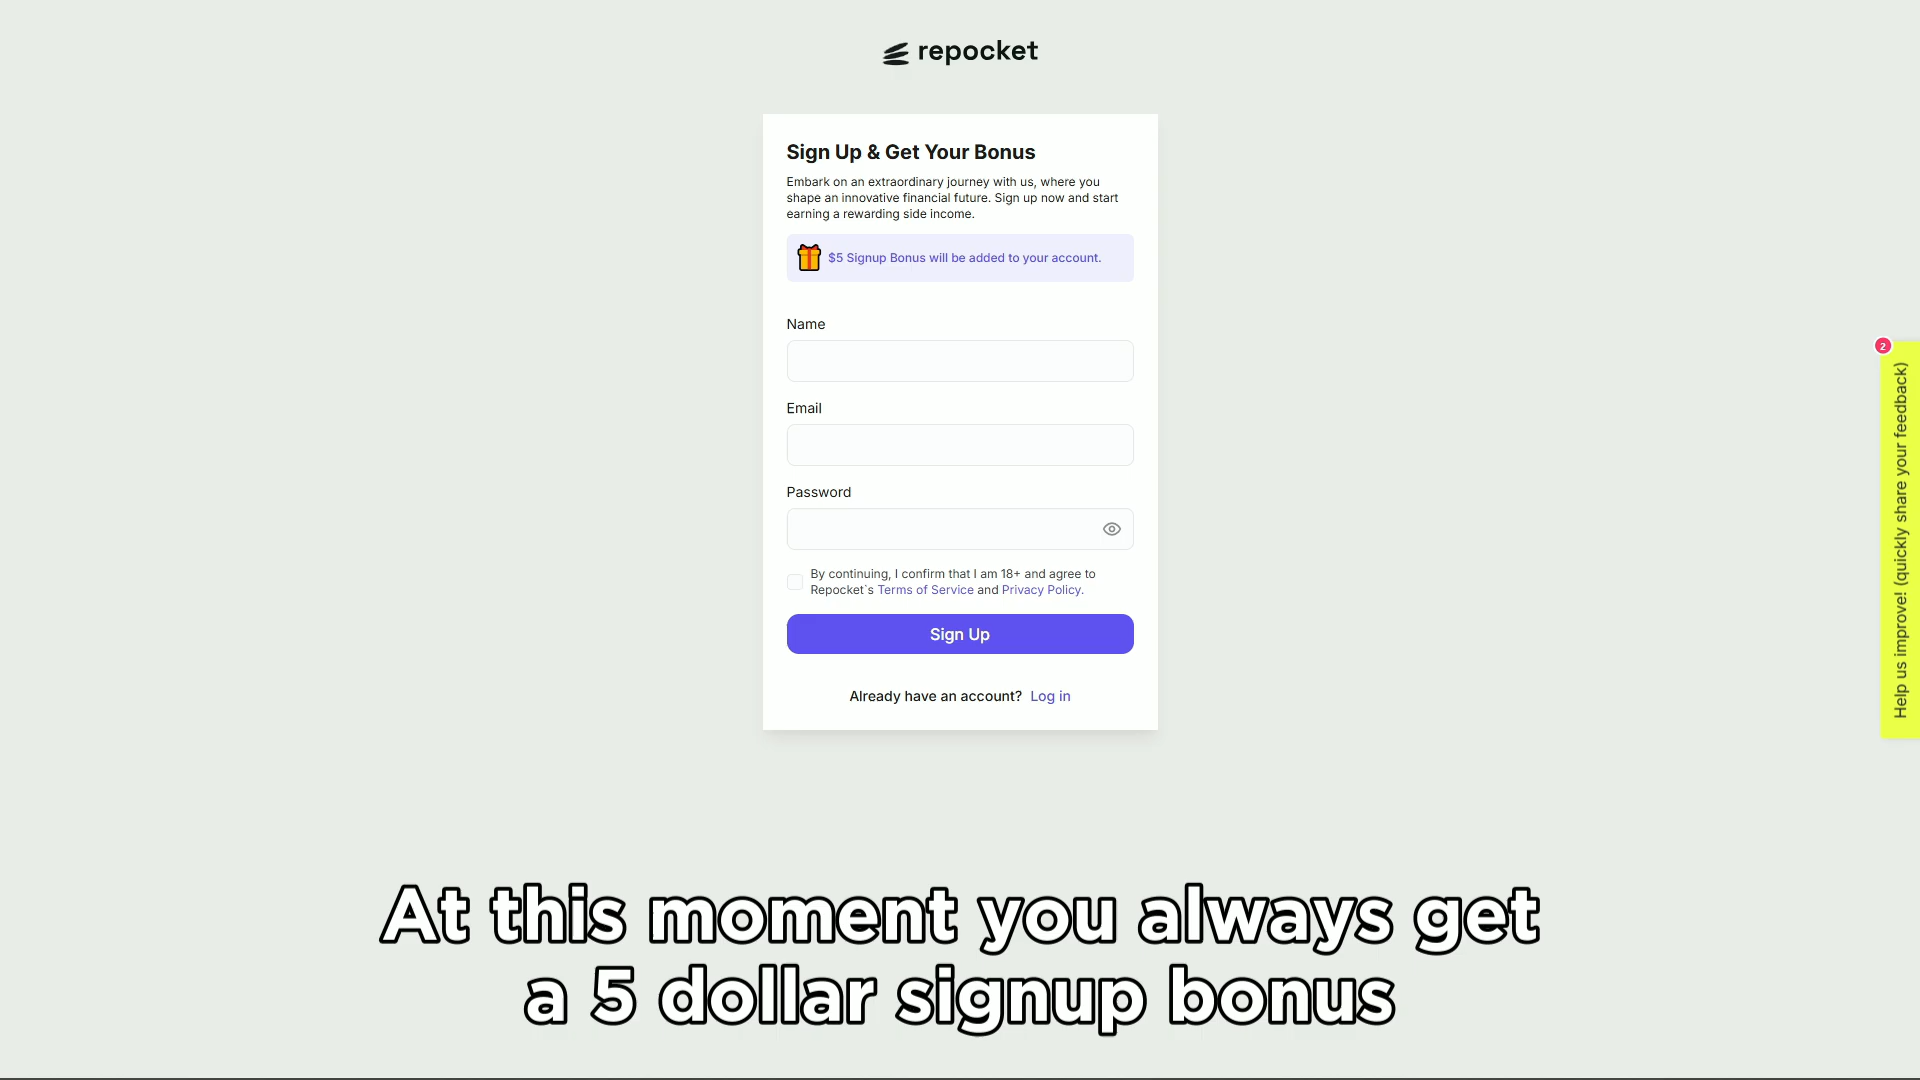 repocket
Sign Up & Get Your Bonus
Embark on an extraordinary journey with us, where you
shape an innovative financial future. Sign up now and start
earning a rewarding side income.
$5 Signup Bonus will be added to your account.
Name
Email
Password
By continuing, I confirm that I am 18+ and agree to
Repocket`s Terms of Service and Privacy Policy.
Sign Up
Already have an account? Log in
2
Help us improve! (quickly share your feedback)
At this moment you always get
a 5 dollar signup bonus